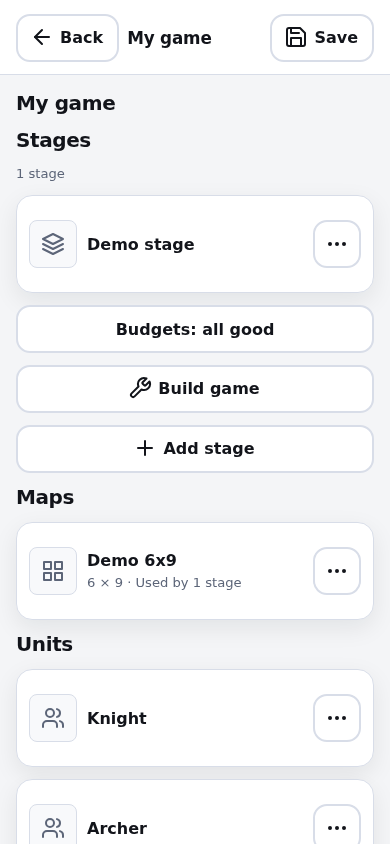 Back
My game
Save
My game
Stages
1 stage
Demo stage
Budgets: all good
Build game
Add stage
Maps
Demo 6x9
6 × 9 · Used by 1 stage
Units
Knight
Archer